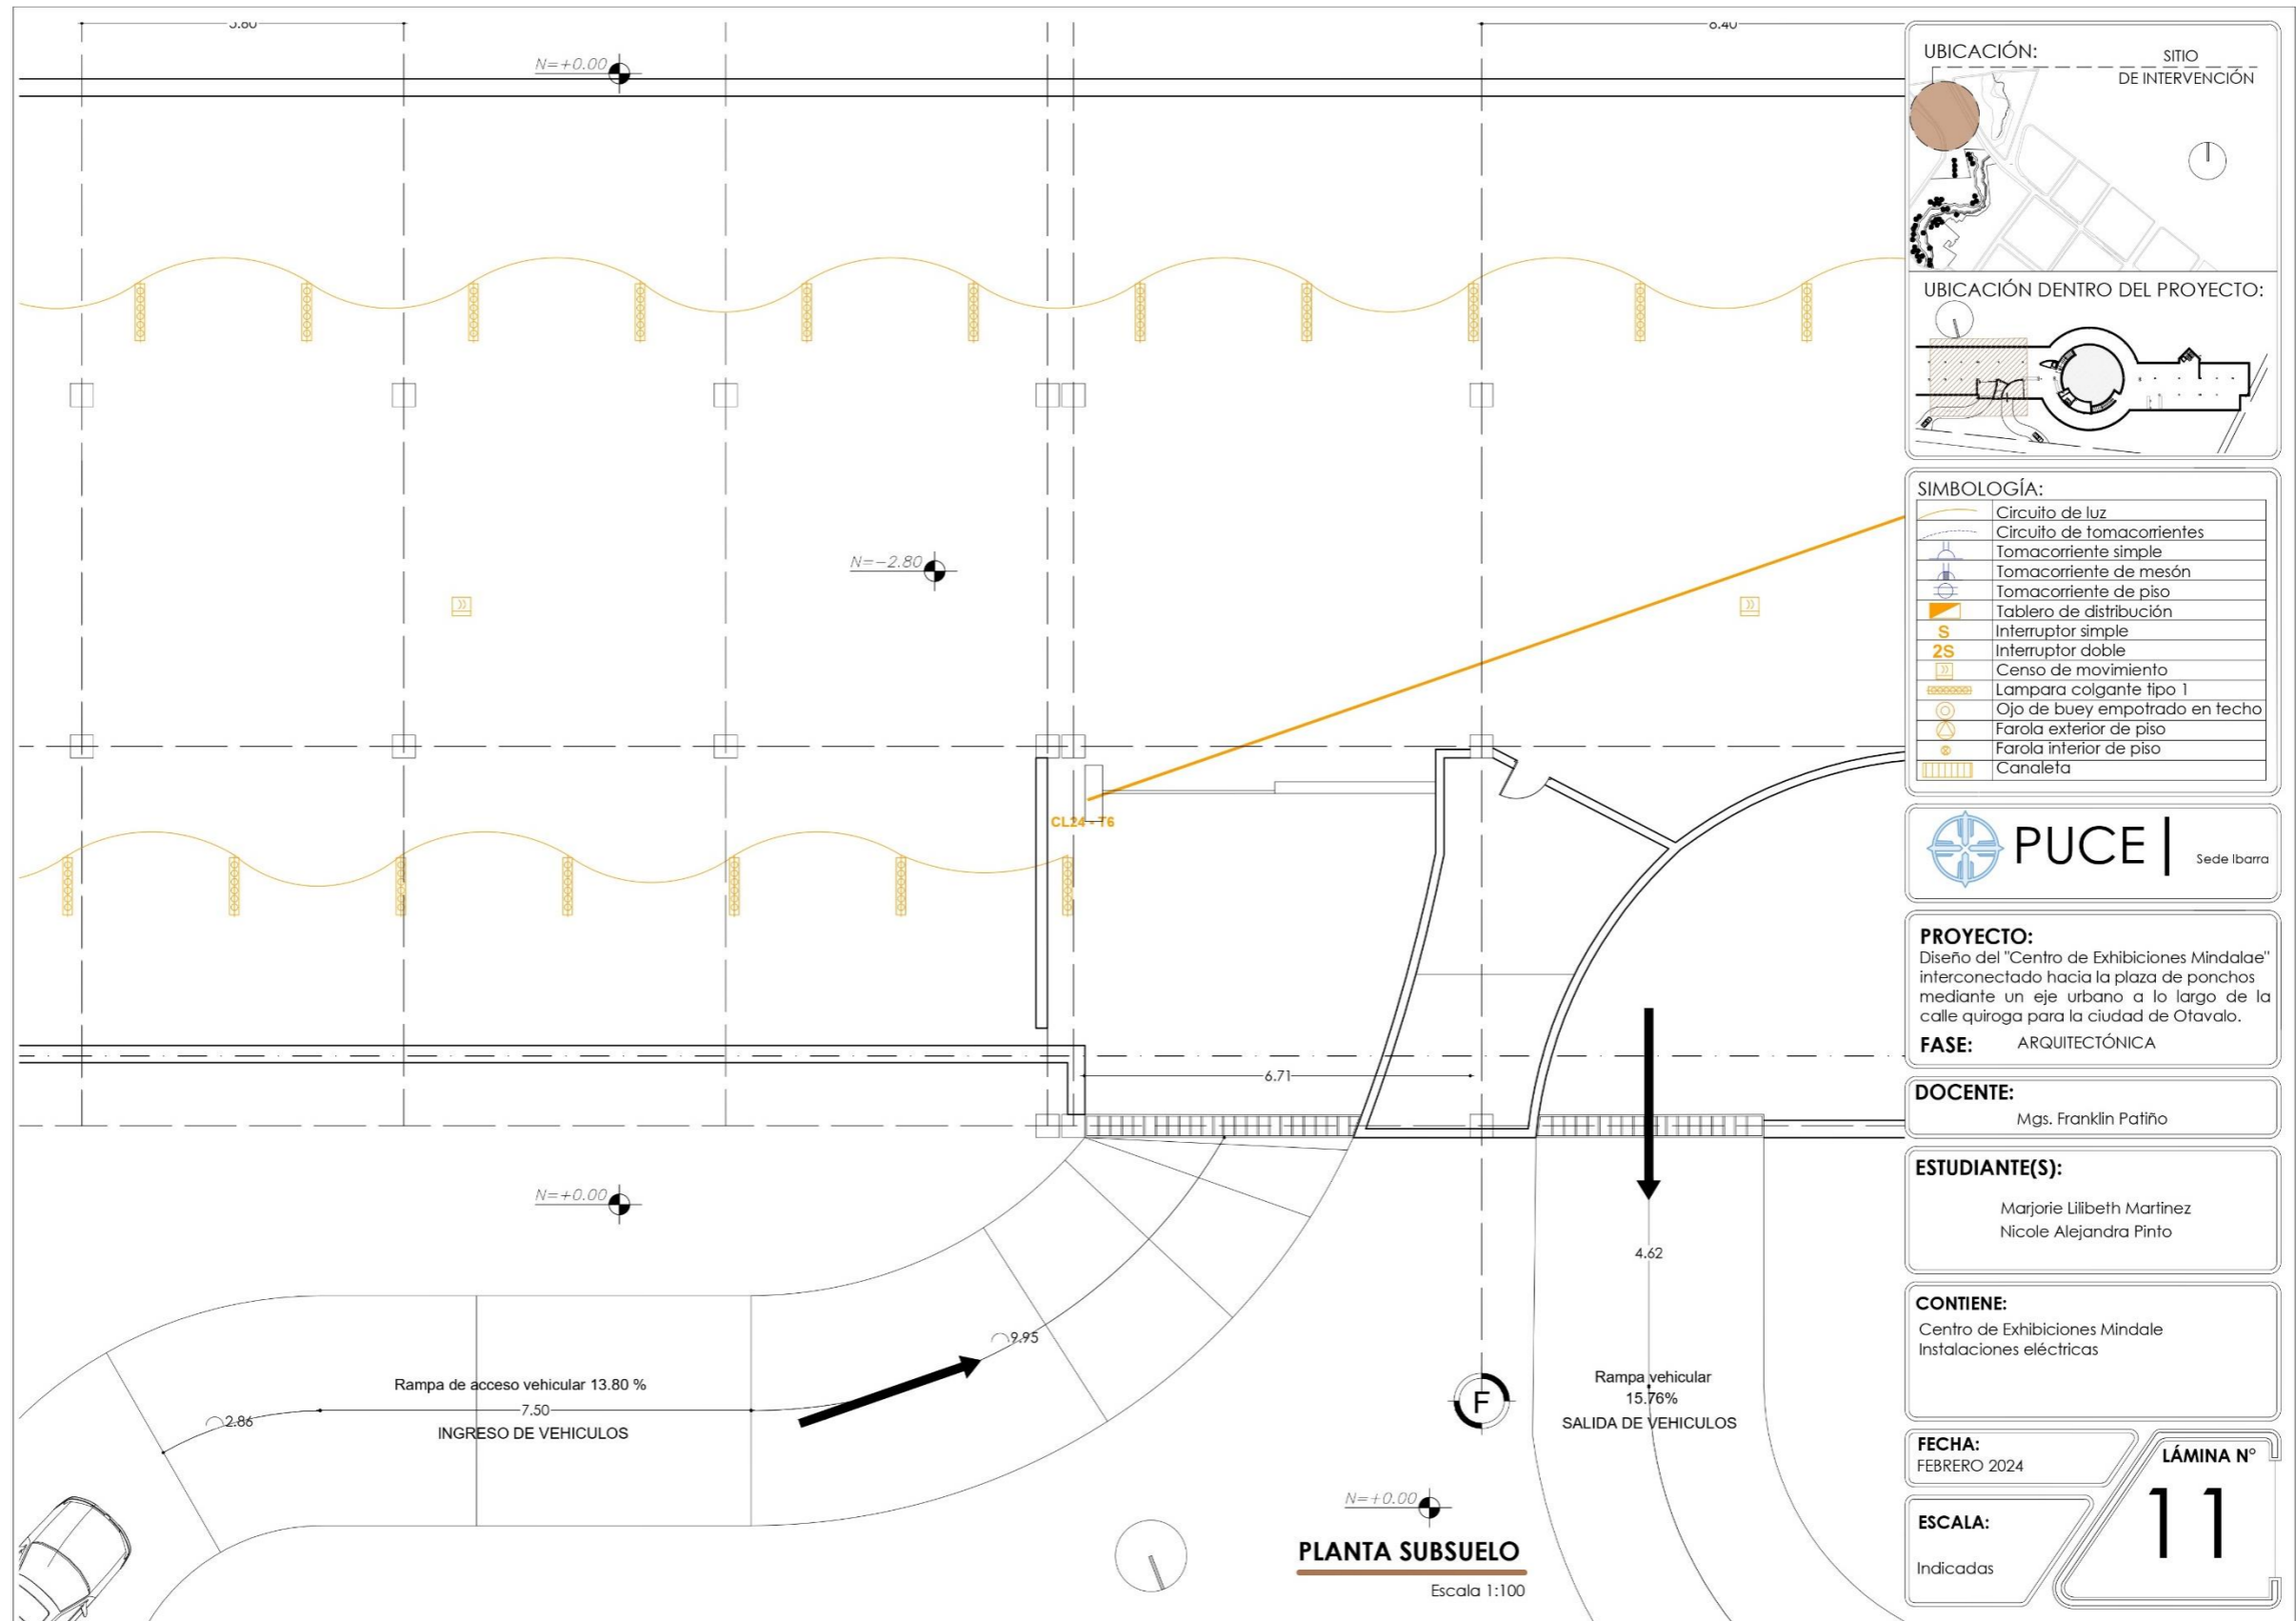 N=+0.00
N=-2.80
CL24 - T6
6.71
N=+0.00
9.95
4.62
Rampa de acceso vehicular 13.80 %
2.86
7.50
INGRESO DE VEHICULOS
F
Rampa vehicular
15.76%
SALIDA DE VEHICULOS
N=+0.00
PLANTA SUBSUELO
Escala 1:100
UBICACIÓN:
SITIO
DE INTERVENCIÓN
UBICACIÓN DENTRO DEL PROYECTO:
SIMBOLOGÍA:
Circuito de luz
Circuito de tomacorrientes
Tomacorriente simple
Tomacorriente de mesón
Tomacorriente de piso
Tablero de distribución
S Interruptor simple
2S Interruptor doble
Censo de movimiento
Lampara colgante tipo 1
Ojo de buey empotrado en techo
Farola exterior de piso
Farola interior de piso
Canaleta
PUCE Sede Ibarra
PROYECTO:
Diseño del "Centro de Exhibiciones Mindalae"
interconectado hacia la plaza de ponchos
mediante un eje urbano a lo largo de la
calle quiroga para la ciudad de Otavalo.
FASE: ARQUITECTÓNICA
DOCENTE:
Mgs. Franklin Patiño
ESTUDIANTE(S):
Marjorie Lilibeth Martinez
Nicole Alejandra Pinto
CONTIENE:
Centro de Exhibiciones Mindale
Instalaciones eléctricas
FECHA:
FEBRERO 2024
LÁMINA N°
11
ESCALA:
Indicadas